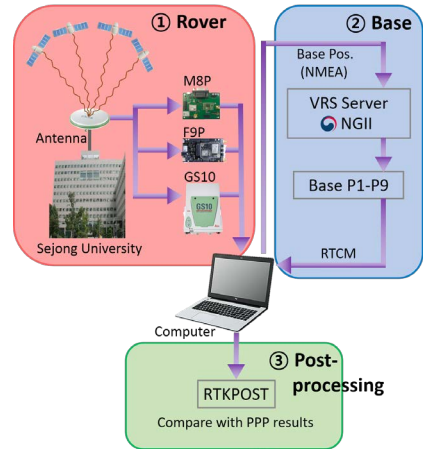 ① Rover
M8P
F9P
Antenna
GS10
GS10
Sejong University
② Base
Base Pos.
(NMEA)
VRS Server
NGII
Base P1-P9
RTCM
Computer
③ Post-
processing
RTKPOST
Compare with PPP results